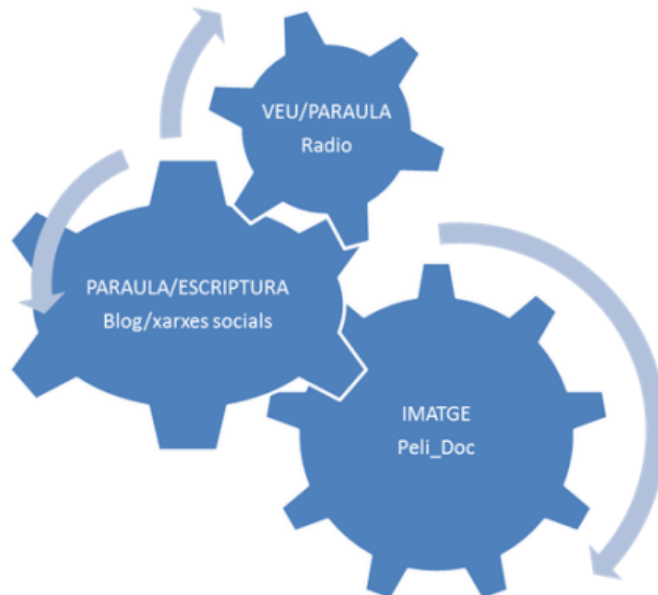 VEU/PARAULA
Radio
PARAULA/ESCRIPTURA
Blog/xarxes socials
IMATGE
Peli_Doc